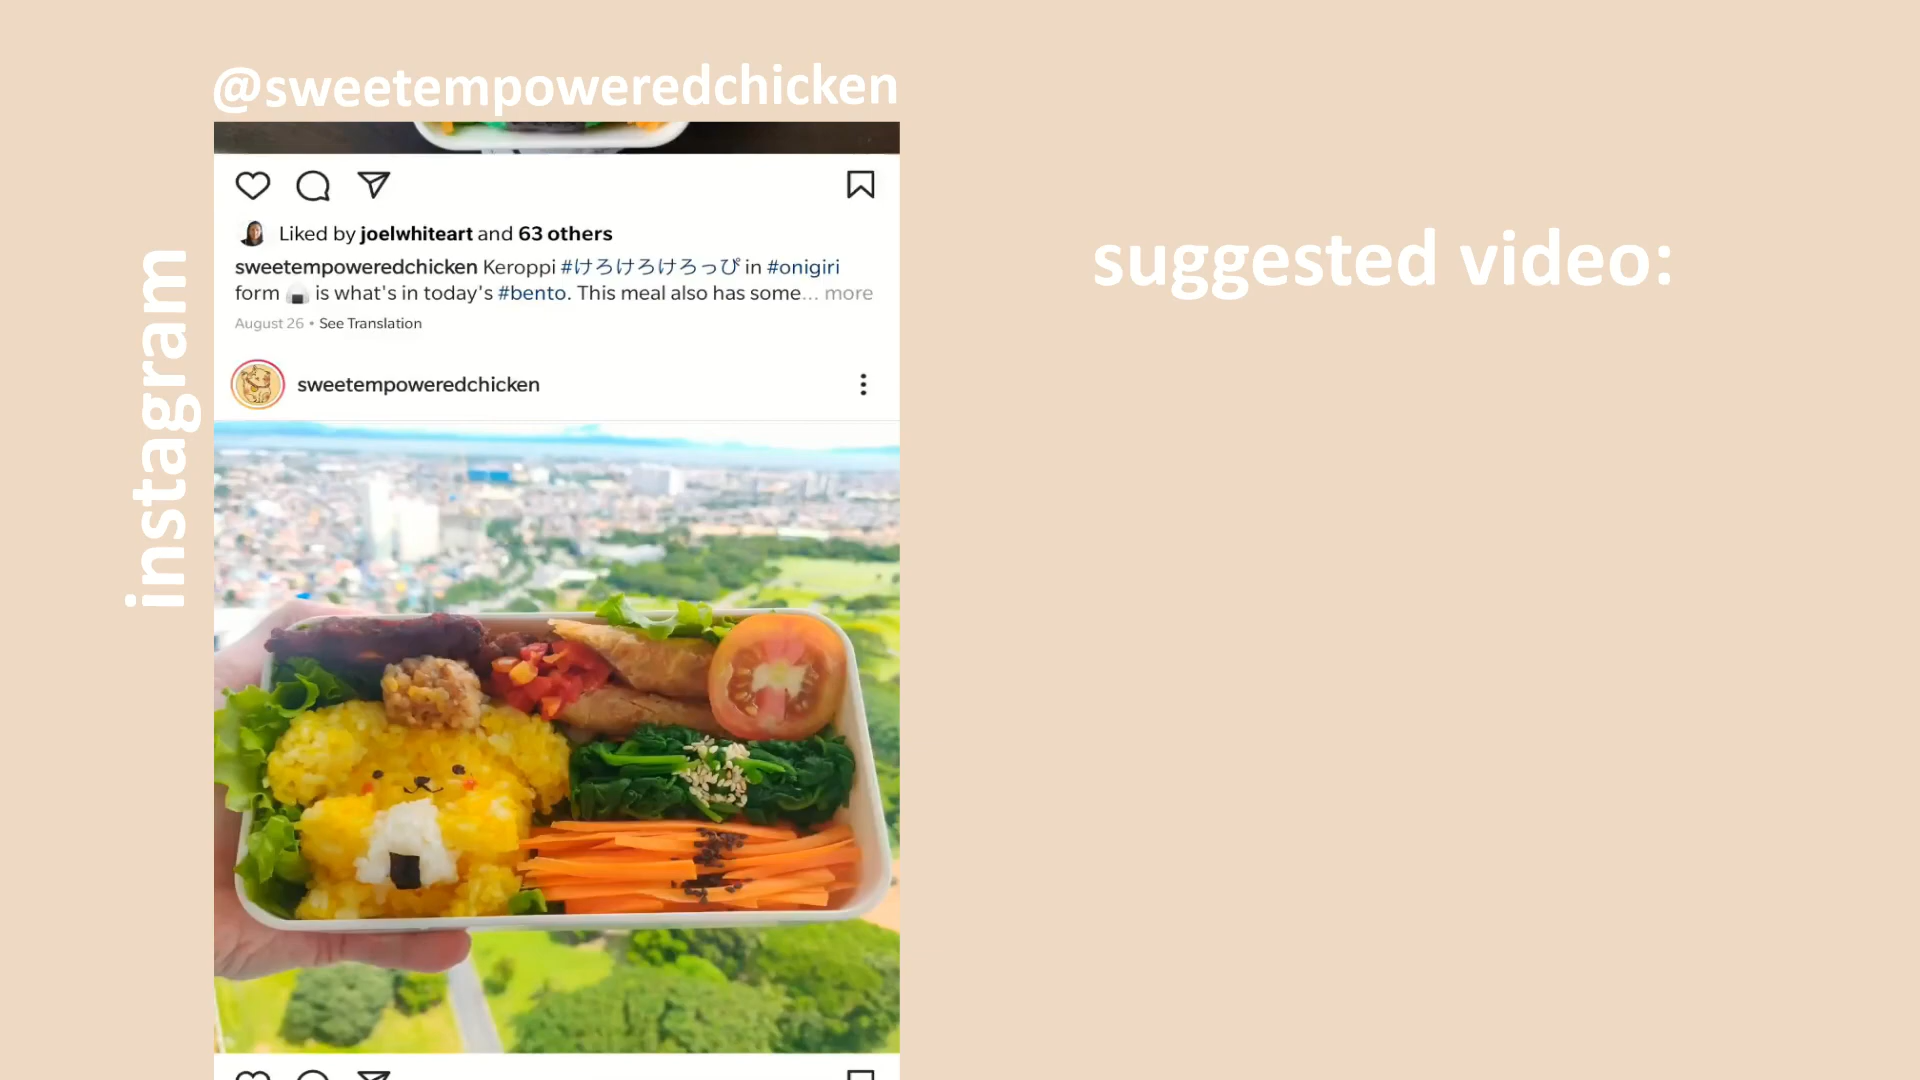 @sweetempoweredchicken
instagram
Liked by joelwhiteart and 63 others
sweetempoweredchicken Keroppi #けろけろけろっぴ in #onigiri
form 🍙 is what's in today's #bento. This meal also has some... more
August 26 • See Translation
sweetempoweredchicken
suggested video: